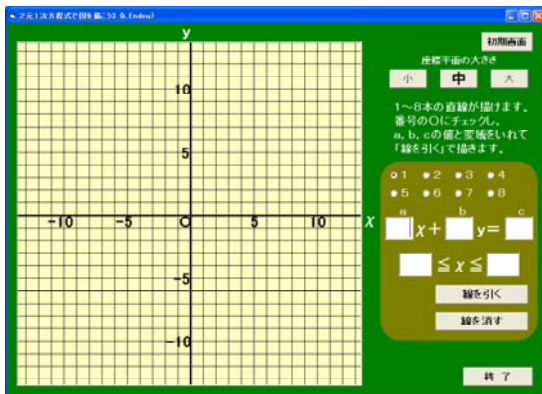 2元1次方程式で図を描こう(j G.Endou)
初期画面
座標平面の大きさ
小 中 大
1~8本の直線が描けます。
番号の○にチェックし、
a, b, cの値と変域をいれて
「線を引く」で描きます。
1 2 3 4
5 6 7 8
a b c
x+ y=
≦ x ≦
線を引く
線を消す
終 了
y
10
5
-10 -5 O 5 10 x
-5
-10